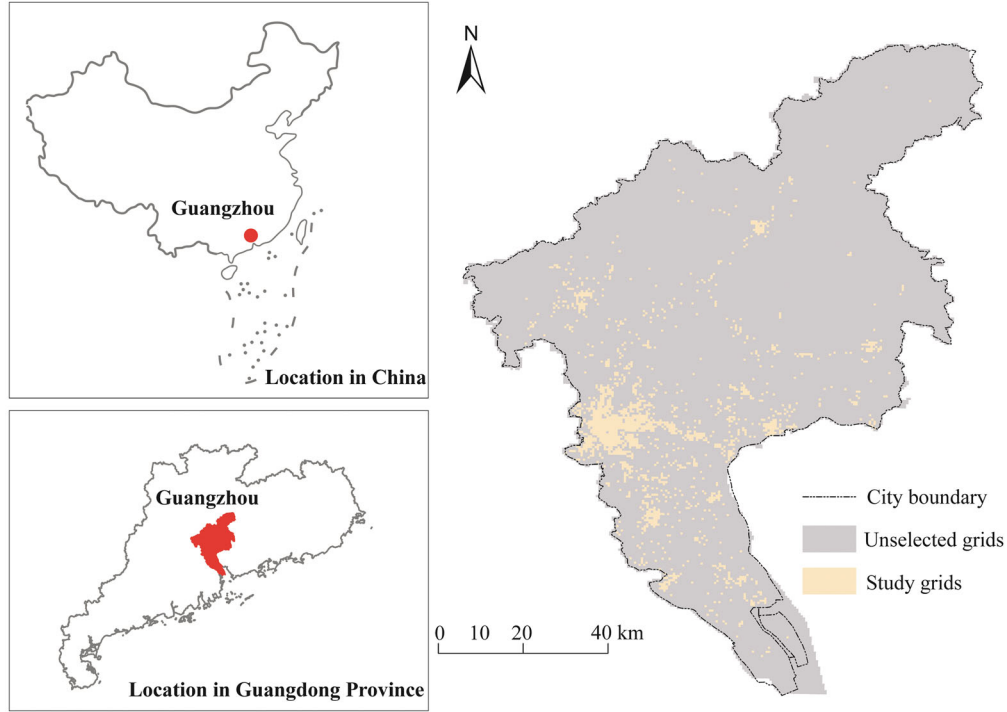 Guangzhou
Location in China
Guangzhou
Location in Guangdong Province
N
City boundary
Unselected grids
Study grids
0 10 20 40 km